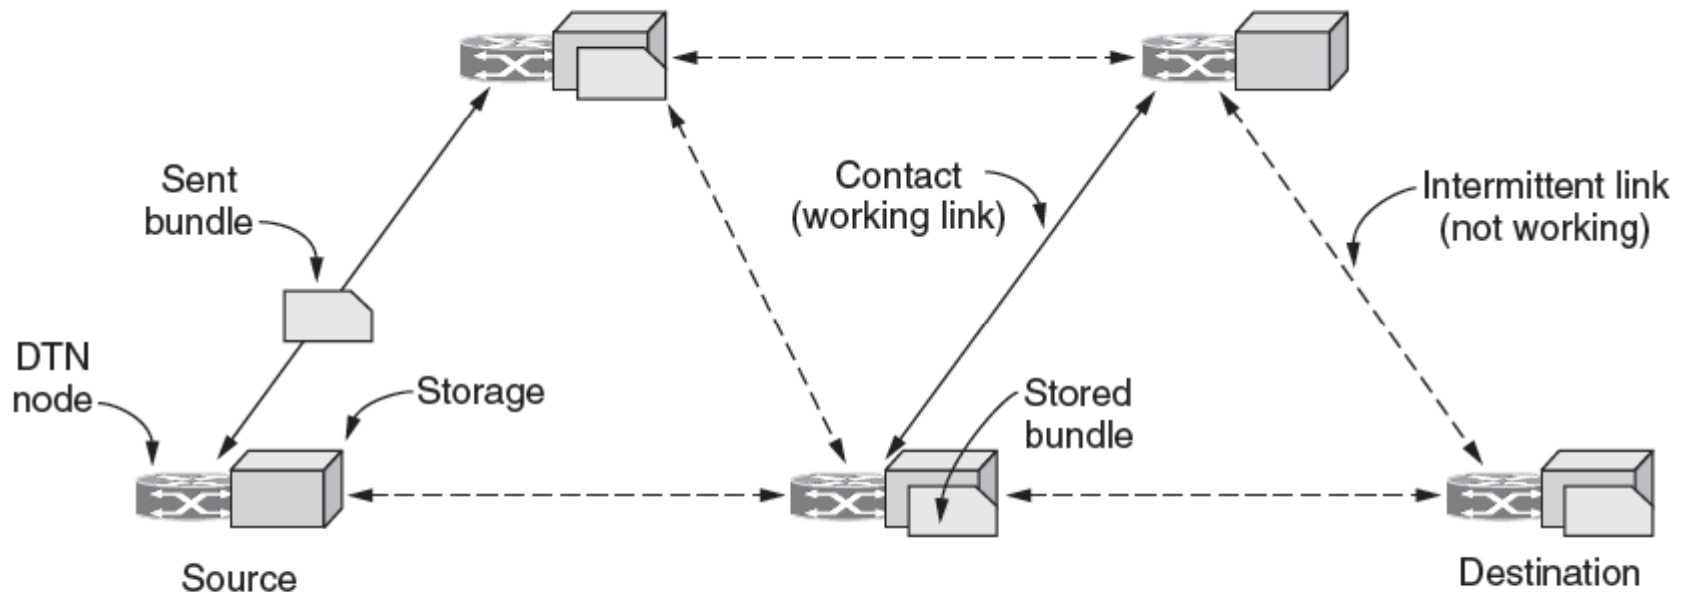 Sent
bundle
Contact
(working link)
Intermittent link
(not working)
DTN
node
Storage
Stored
bundle
Source
Destination